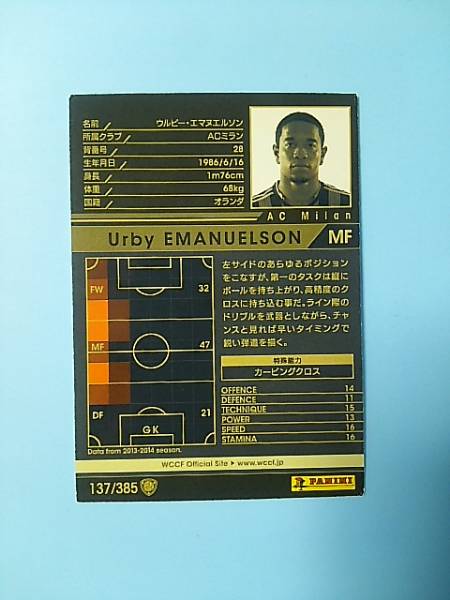 名前 ウルビー・エマヌエルソン
所属クラブ ACミラン
背番号 28
生年月日 1986/6/16
身長 1m76cm
体重 68kg
国籍 オランダ
AC Milan
Urby EMANUELSON MF
左サイドのあらゆるポジション
をこなすが、第一のタスクは縦に
ボールを持ち上がり、高精度のク
ロスに持ち込む事だ。ライン際の
ドリブルを武器としながら、チャ
ンスと見れば早いタイミングで
鋭い弾道を描く。
特殊能力
カービングクロス
FW 32
MF 47
DF 21
GK
OFFENCE 14
DEFENCE 11
TECHNIQUE 15
POWER 13
SPEED 16
STAMINA 16
Data from 2013-2014 season.
WCCF Official Site ▶ www.wccf.jp
137/385
PANINI